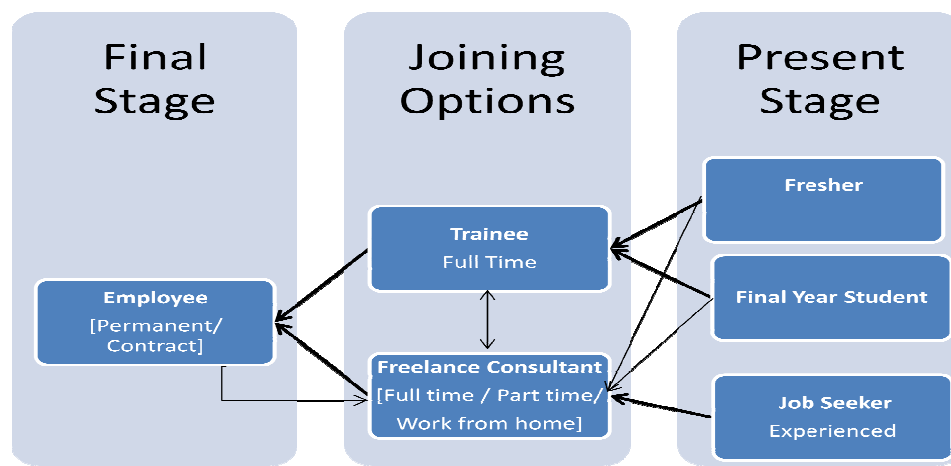 Final
Stage
Employee
[Permanent/
Contract]
Joining
Options
Trainee
Full Time
Freelance Consultant
[Full time / Part time/
Work from home]
Present
Stage
Fresher
Final Year Student
Job Seeker
Experienced